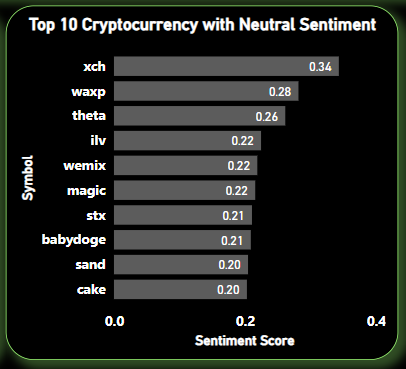 Top 10 Cryptocurrency with Neutral Sentiment
xch 0.34
waxp 0.28
theta 0.26
ilv 0.22
wemix 0.22
magic 0.22
stx 0.21
babydoge 0.21
sand 0.20
cake 0.20
Symbol
0.0 0.2 0.4
Sentiment Score